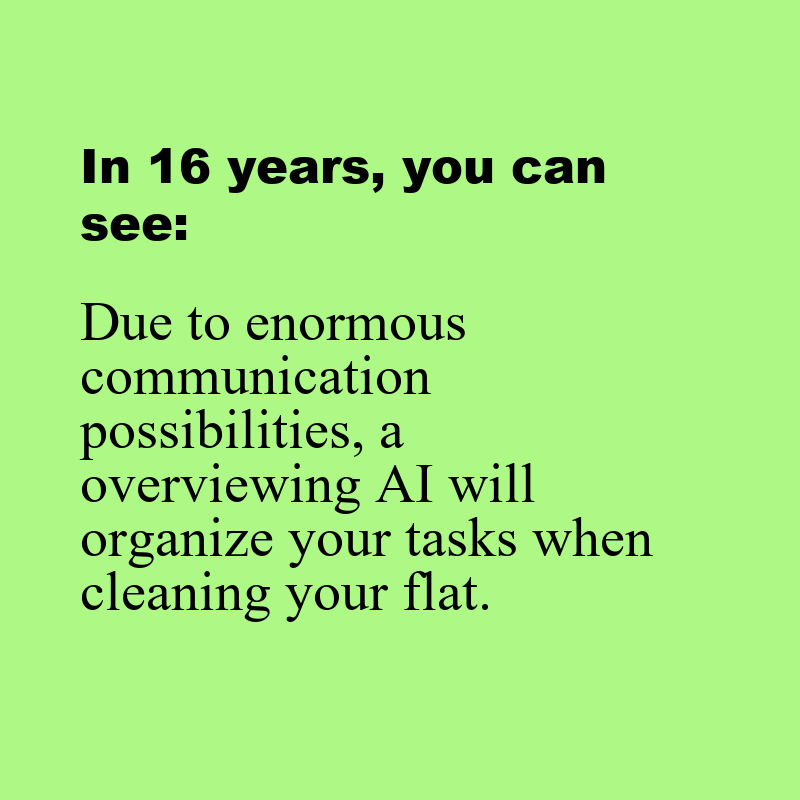 In 16 years, you can
see:
Due to enormous
communication
possibilities, a
overviewing AI will
organize your tasks when
cleaning your flat.